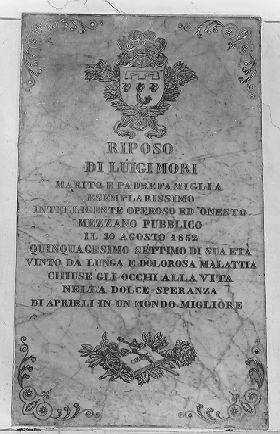 RIPOSO
DI LUIGI MORI
MARITO E PADREFAMIGLIA
ESEMPLARISSIMO
INTELLIGENTE OPEROSO ED ONESTO
MEZZANO PUBBLICO
IL 30 AGOSTO 1852
QUINQUAGESIMO SETTIMO DI SUA ETÀ
VINTO DA LUNGA E DOLOROSA MALATTIA
CHIUSE GLI OCCHI ALLA VITA
NELLA DOLCE SPERANZA
DI APRIRLI IN UN MONDO MIGLIORE